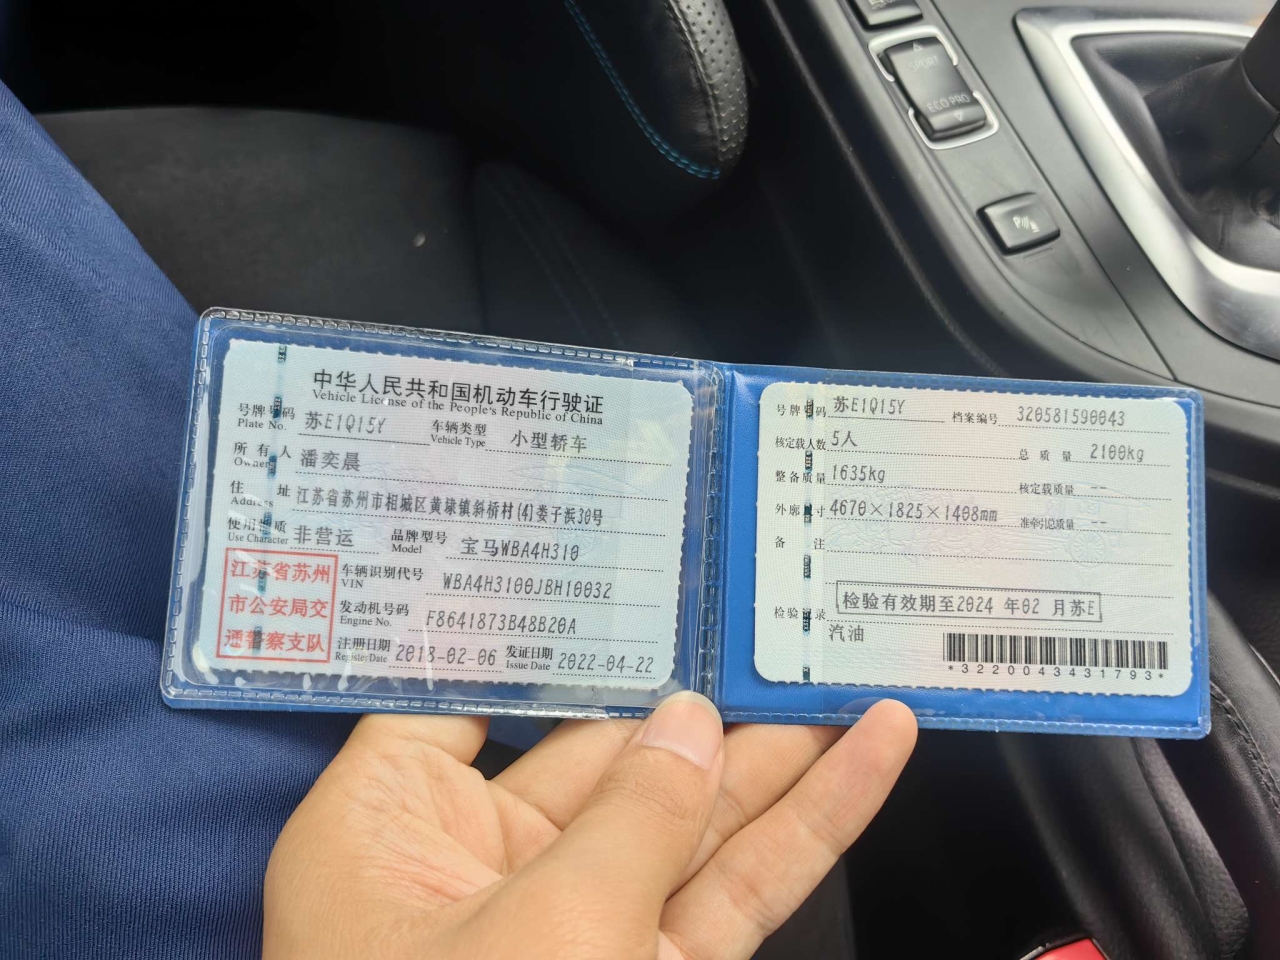 SPORT
ECO PRO
中华人民共和国机动车行驶证
Vehicle License of the People's Republic of China
号牌号码 苏E1Q15Y 车辆类型 小型轿车
Plate No. Vehicle Type
所有人 潘奕晨
Owner
住址 江苏省苏州市相城区黄埭镇斜桥村(4)娄子浜30号
Address
使用性质 非营运 品牌型号 宝马WBA4H310
Use Character Model
江苏省苏州
市公安局交
通警察支队
车辆识别代号 WBA4H3100JBH10032
VIN
发动机号码 F8641873B48B20A
Engine No.
注册日期 2018-02-06 发证日期 2022-04-22
Register Date Issue Date
号牌号码 苏E1Q15Y 档案编号 320581590043
核定载人数 5人 总质量 2100kg
整备质量 1635kg 核定载质量 --
外廓尺寸 4670×1825×1408mm 准牵引总质量 --
备注
检验记录 检验有效期至2024 年02 月苏E
汽油
*3220043431793*